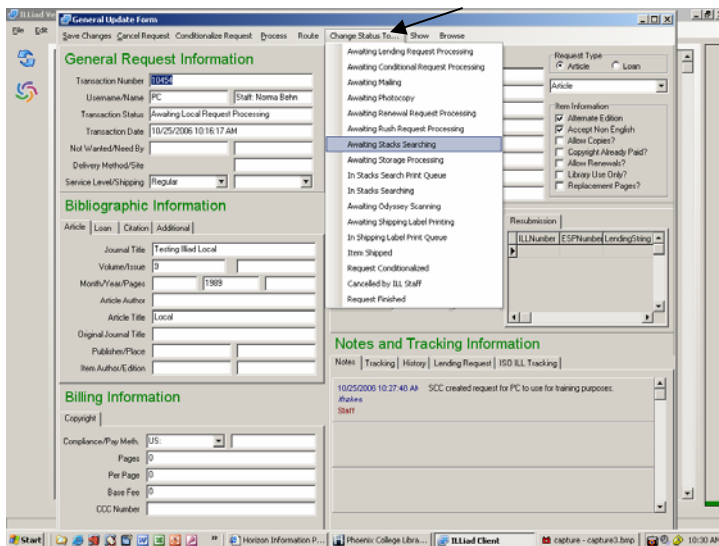 ILLiad Ve
General Update Form
File Edit
Save Changes Cancel Request Conditionalize Request Process Route Change Status To... Show Browse
General Request Information
Transaction Number 10454
Username/Name PC Staff: Norma Behn
Transaction Status Awaiting Local Request Processing
Transaction Date 10/25/2006 10:16:17 AM
Not Wanted/Need By
Delivery Method/Site
Service Level/Shipping Regular
Awaiting Lending Request Processing
Awaiting Conditional Request Processing
Awaiting Mailing
Awaiting Photocopy
Awaiting Renewal Request Processing
Awaiting Rush Request Processing
Awaiting Stacks Searching
Awaiting Storage Processing
In Stacks Search Print Queue
In Stacks Searching
Awaiting Odyssey Scanning
Awaiting Shipping Label Printing
In Shipping Label Print Queue
Item Shipped
Request Conditionalized
Cancelled by ILL Staff
Request Finished
Request Type
Article Loan
Article
Item Information
Alternate Edition
Accept Non English
Allow Copies?
Copyright Already Paid?
Allow Renewals?
Library Use Only?
Replacement Pages?
Bibliographic Information
Article Loan Citation Additional
Journal Title Testing Illiad Local
Volume/Issue 9
Month/Year/Pages 1989
Article Author
Article Title Local
Original Journal Title
Publisher/Place
Item Author/Edition
Resubmission
ILLNumber ESPNumber LendingString
Billing Information
Copyright
Compliance/Pay Meth. US:
Pages 0
Per Page 0
Base Fee 0
CCC Number
Notes and Tracking Information
Notes Tracking History Lending Request ISO ILL Tracking
10/25/2006 10:27:40 AM SCC created request for PC to use for training purposes.
Staff
Start Horizon Information P... Phoenix College Libra... ILLiad Client capture - capture3.bmp 10:30 AM